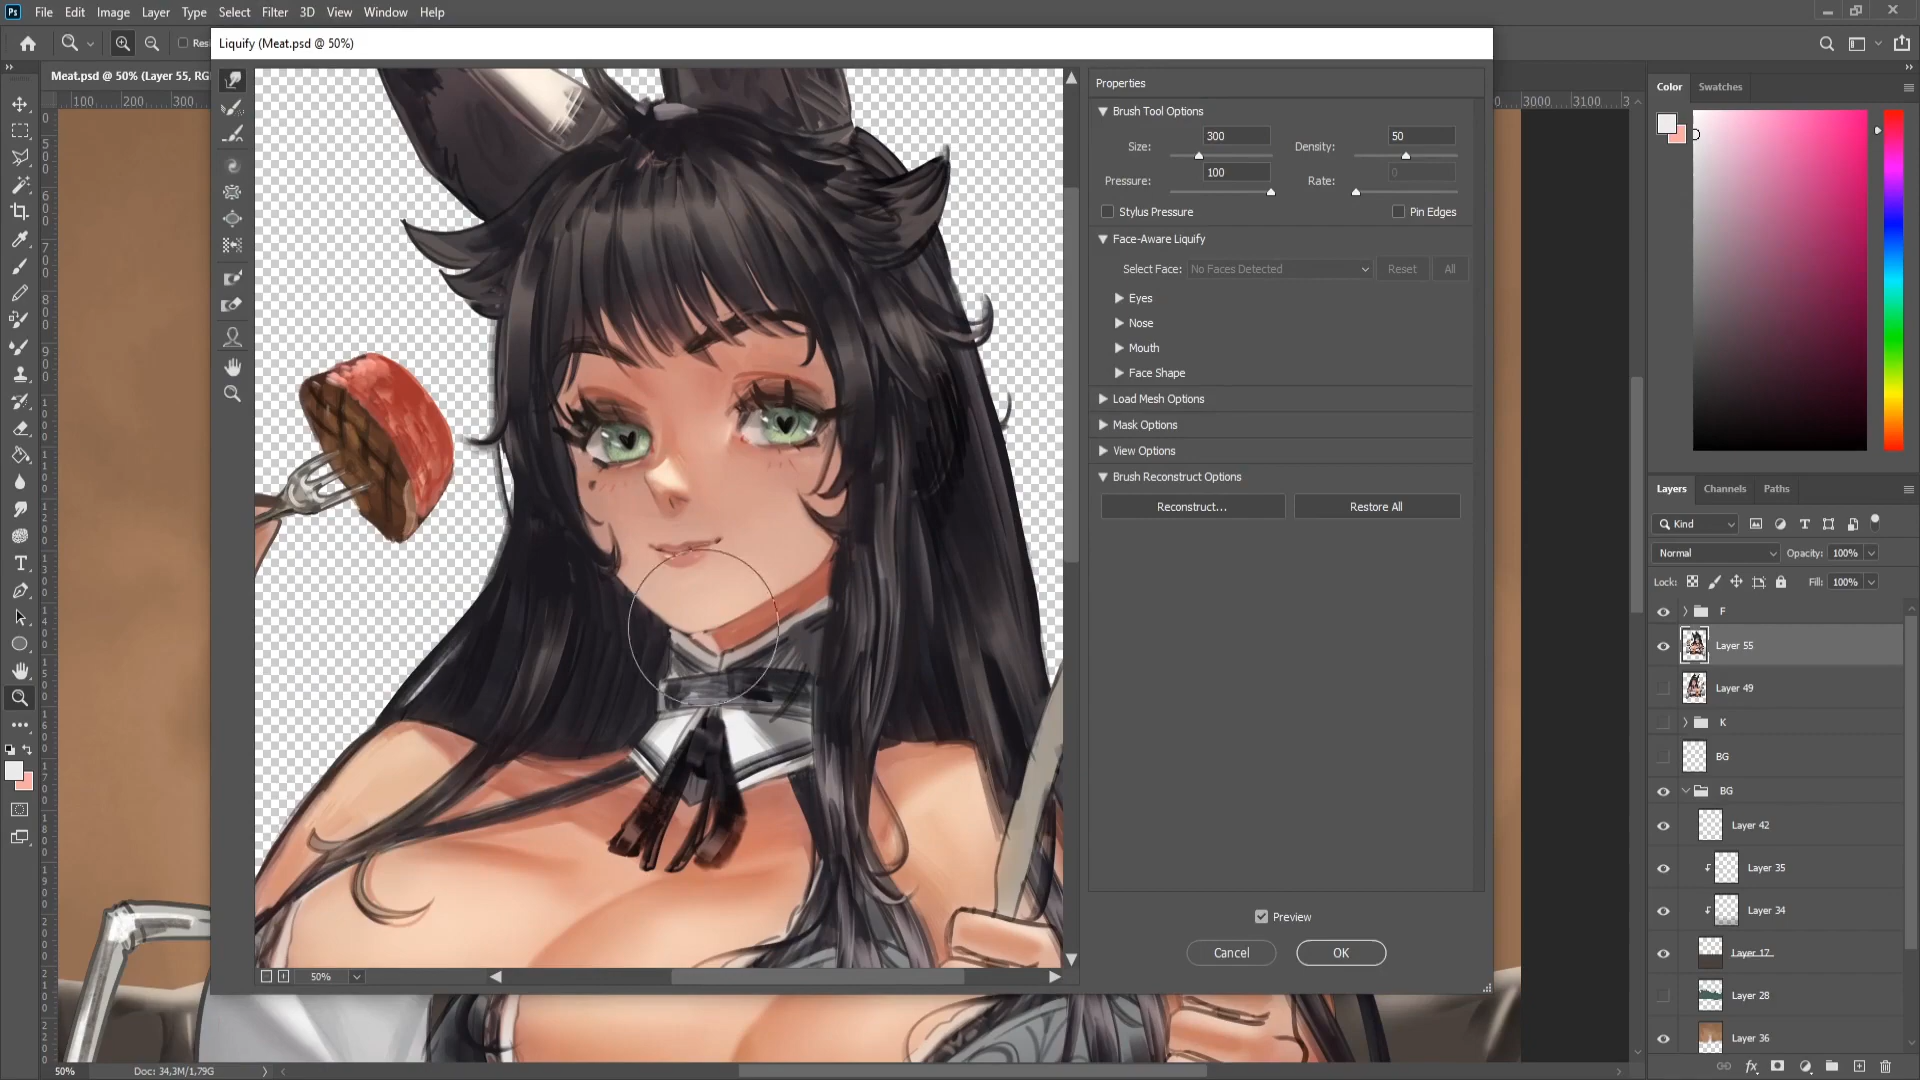 Ps File Edit Image Layer Type Select Filter 3D View Window Help
Res
Liquify (Meat.psd @ 50%)
Meat.psd @ 50% (Layer 55, RG
100 200 300
3000 3100 3
Properties
Brush Tool Options
Size: 300 Density: 50
Pressure: 100 Rate: 0
Stylus Pressure Pin Edges
Face-Aware Liquify
Select Face: No Faces Detected Reset All
Eyes
Nose
Mouth
Face Shape
Load Mesh Options
Mask Options
View Options
Brush Reconstruct Options
Reconstruct... Restore All
Preview
Cancel OK
50%
Color Swatches
Layers Channels Paths
Kind
Normal Opacity: 100%
Lock: Fill: 100%
F
Layer 55
Layer 49
K
BG
BG
Layer 42
Layer 35
Layer 34
Layer 17
Layer 28
Layer 36
50% Doc: 34,3M/1,79G